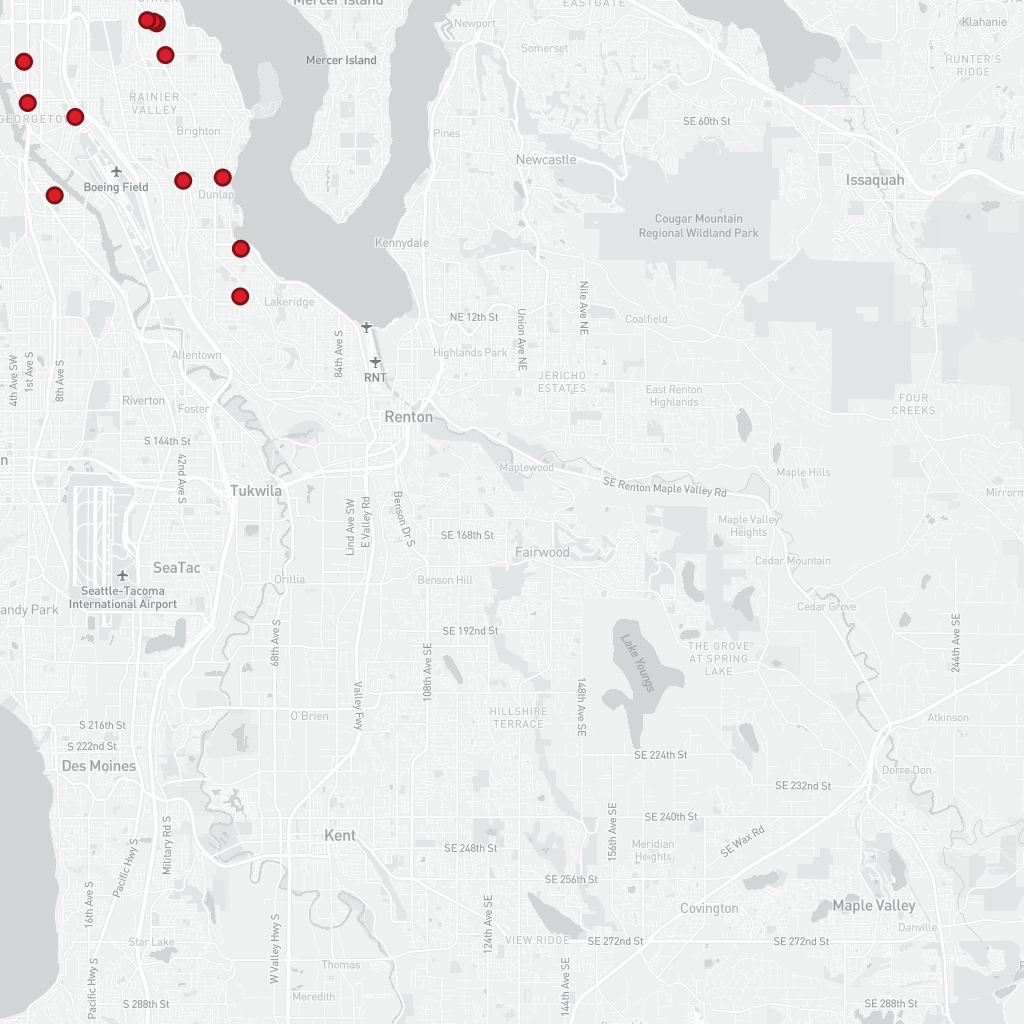 Mercer Island
EASTGATE
Newport
Klahanie
Somerset
Mercer Island
HUNTER'S
RIDGE
RAINIER
VALLEY
Brighton
SE 60th St
Pines
Newcastle
Boeing Field
Dunlap
Issaquah
Cougar Mountain
Regional Wildland Park
Kennydale
Lakeridge
NE 12th St
Nile Ave NE
Union Ave NE
Coalfield
84th Ave S
Allentown
Highlands Park
RNT
4th Ave SW
1st Ave S
8th Ave S
JERICHO
ESTATES
East Renton
Highlands
Riverton
Foster
Renton
FOUR
CREEKS
S 144th St
42nd Ave S
Maplewood
Maple Hills
Tukwila
SE Renton Maple Valley Rd
Lind Ave SW
E Valley Rd
Benson Dr S
SE 168th St
Maple Valley
Heights
Fairwood
Cedar Mountain
SeaTac
Orillia
Benson Hill
Seattle-Tacoma
International Airport
andy Park
Cedar Grove
SE 192nd St
68th Ave S
108th Ave SE
Lake Youngs
THE GROVE
AT SPRING
LAKE
244th Ave SE
Valley Fwy
148th Ave SE
O'Brien
HILLSHIRE
TERRACE
Atkinson
S 216th St
S 222nd St
SE 224th St
Des Moines
Dorre Don
SE 232nd St
SE 240th St
156th Ave SE
Kent
Military Rd S
Pacific Hwy S
SE 248th St
Meridian
Heights
SE Wax Rd
SE 256th St
16th Ave S
Covington
Maple Valley
124th Ave SE
W Valley Hwy S
Star Lake
VIEW RIDGE
SE 272nd St
SE 272nd St
Danville
Thomas
Pacific Hwy S
144th Ave SE
Meredith
S 288th St
SE 288th St